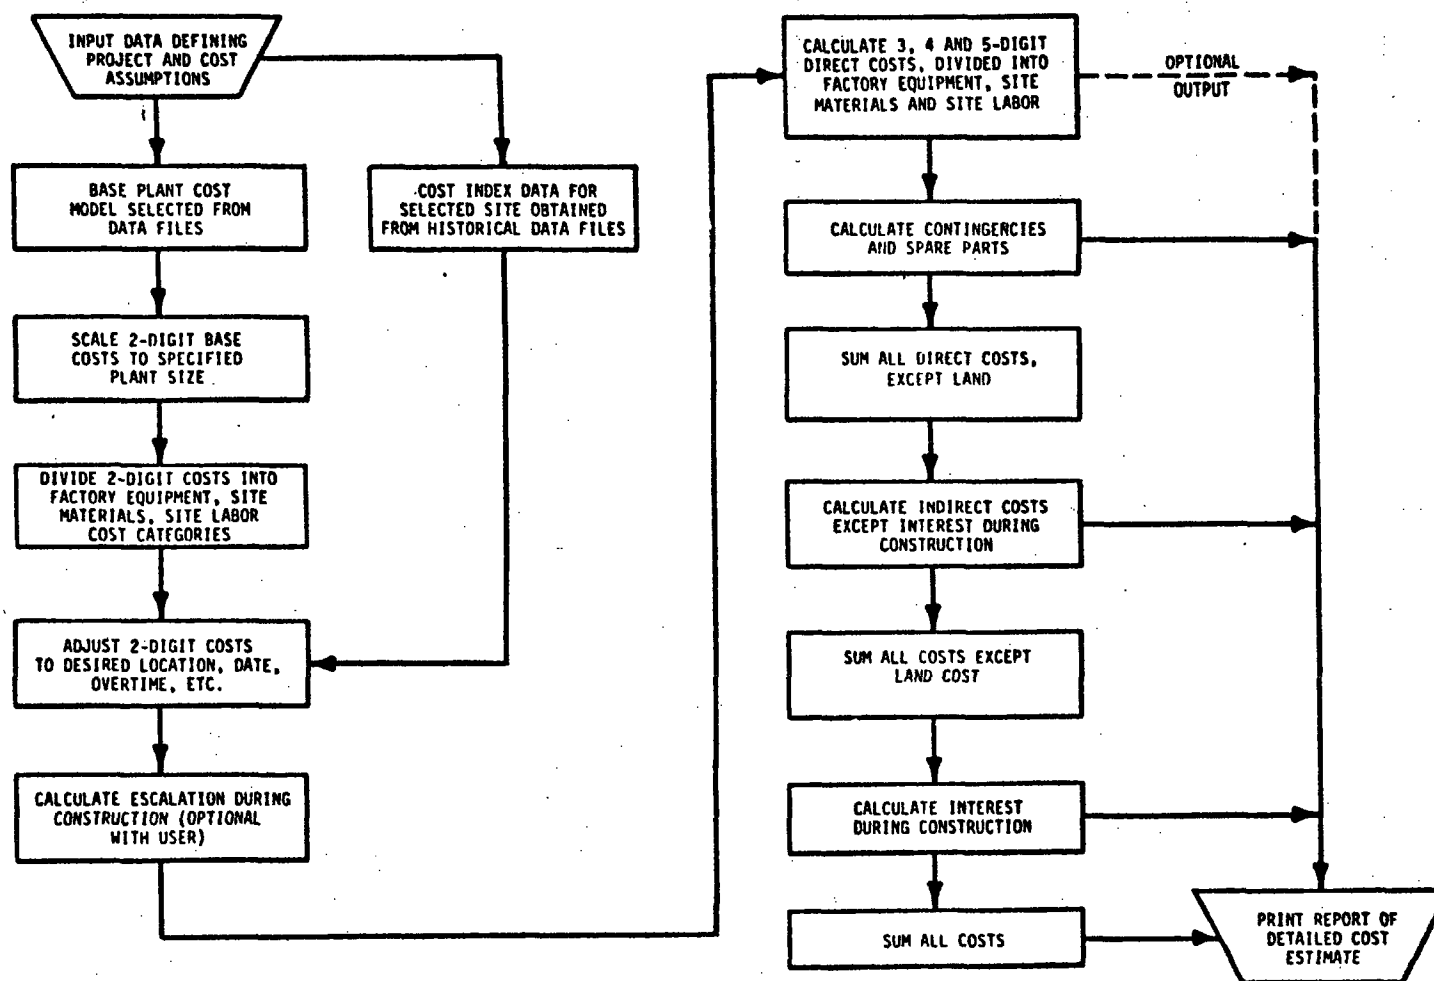 INPUT DATA DEFINING
PROJECT AND COST
ASSUMPTIONS
BASE PLANT COST
MODEL SELECTED FROM
DATA FILES
COST INDEX DATA FOR
SELECTED SITE OBTAINED
FROM HISTORICAL DATA FILES
SCALE 2-DIGIT BASE
COSTS TO SPECIFIED
PLANT SIZE
DIVIDE 2-DIGIT COSTS INTO
FACTORY EQUIPMENT, SITE
MATERIALS, SITE LABOR
COST CATEGORIES
ADJUST 2-DIGIT COSTS
TO DESIRED LOCATION, DATE,
OVERTIME, ETC.
CALCULATE ESCALATION DURING
CONSTRUCTION (OPTIONAL
WITH USER)
CALCULATE 3, 4 AND 5-DIGIT
DIRECT COSTS, DIVIDED INTO
FACTORY EQUIPMENT, SITE
MATERIALS AND SITE LABOR
OPTIONAL
OUTPUT
CALCULATE CONTINGENCIES
AND SPARE PARTS
SUM ALL DIRECT COSTS,
EXCEPT LAND
CALCULATE INDIRECT COSTS
EXCEPT INTEREST DURING
CONSTRUCTION
SUM ALL COSTS EXCEPT
LAND COST
CALCULATE INTEREST
DURING CONSTRUCTION
SUM ALL COSTS
PRINT REPORT OF
DETAILED COST
ESTIMATE